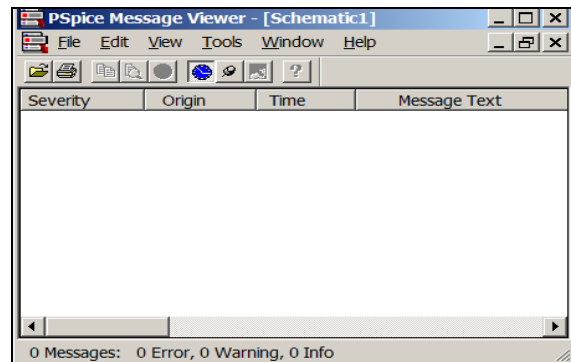 PSpice Message Viewer - [Schematic1]
File Edit View Tools Window Help
?
Severity Origin Time Message Text
0 Messages: 0 Error, 0 Warning, 0 Info